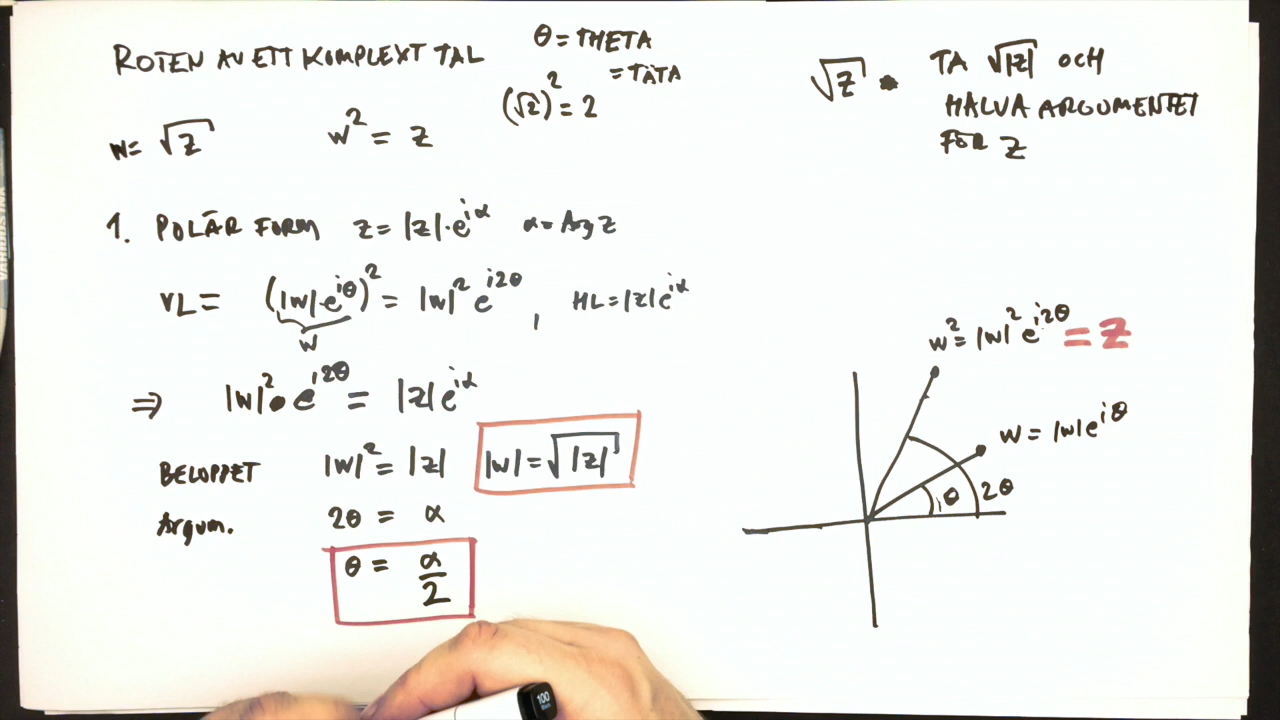 ROTEN AV ETT KOMPLEXT TAL
θ = THETA
= TÄTA
(√z)² = 2
w = √z
w² = z
√z • TA √|z| OCH
HALVA ARGUMENTET
FÖR Z
1. POLÄR FORM z = |z|·e^{iα} α = Arg z
VL = (|w|·e^{iθ})² = |w|² e^{i2θ}, HL = |z|e^{iα}
w
⇒ |w|²·e^{i2θ} = |z|e^{iα}
BELOPPET |w|² = |z| |w| = √|z|
Argum. 2θ = α
θ = α/2
w² = |w|² e^{i2θ} = Z
w = |w|e^{iθ}
θ 2θ
100